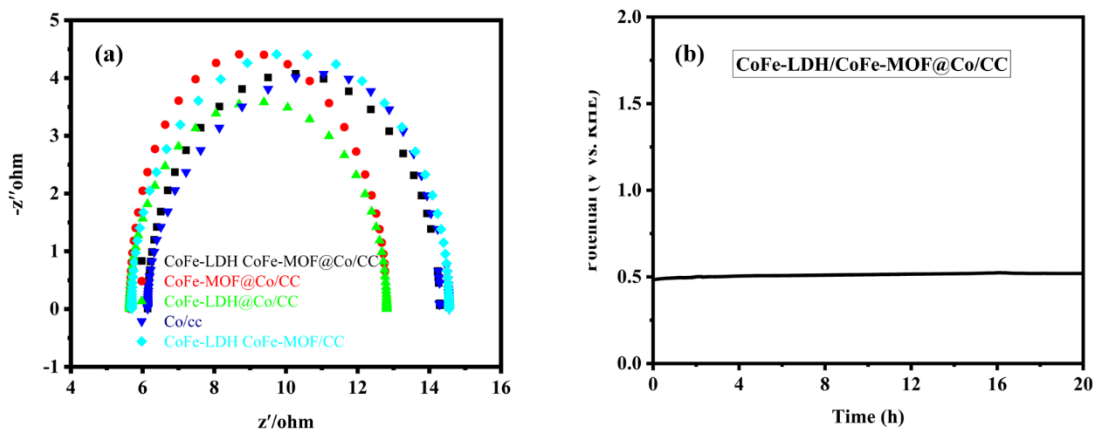 (a)
-z''ohm
5
4
3
2
1
0
-1
CoFe-LDH CoFe-MOF@Co/CC
CoFe-MOF@Co/CC
CoFe-LDH@Co/CC
Co/cc
CoFe-LDH CoFe-MOF/CC
4 6 8 10 12 14 16
z'/ohm
(b)
CoFe-LDH/CoFe-MOF@Co/CC
Potential (V vs. RHE)
2.0
1.5
1.0
0.5
0.0
0 4 8 12 16 20
Time (h)